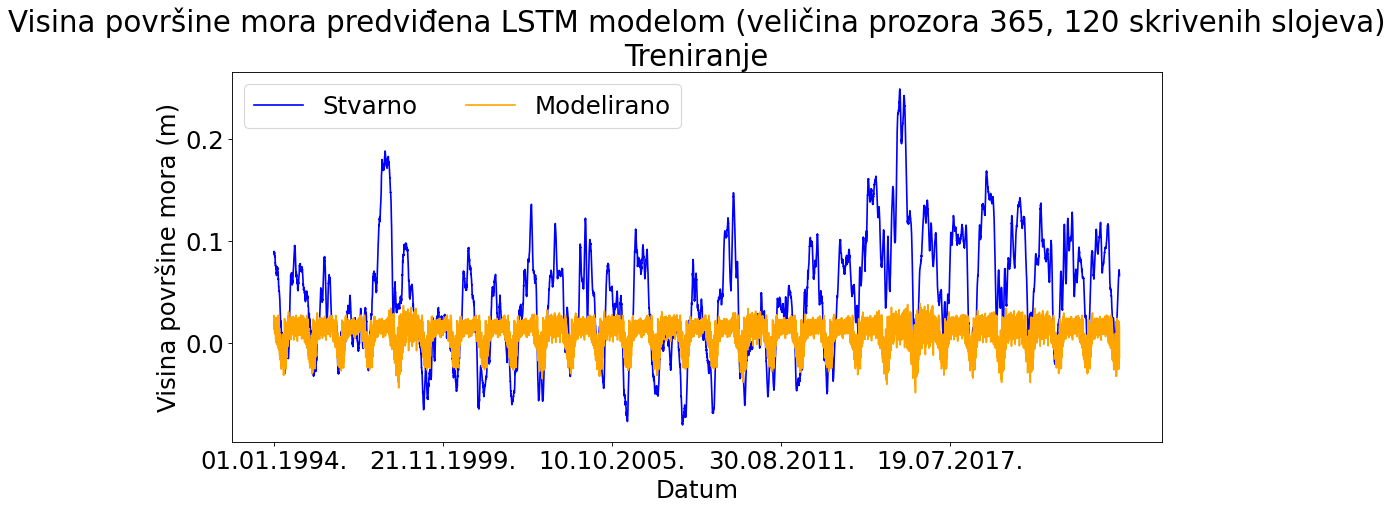 Visina površine mora predviđena LSTM modelom (veličina prozora 365, 120 skrivenih slojeva)
Treniranje
Stvarno Modelirano
Visina površine mora (m)
0.2
0.1
0.0
01.01.1994. 21.11.1999. 10.10.2005. 30.08.2011. 19.07.2017.
Datum